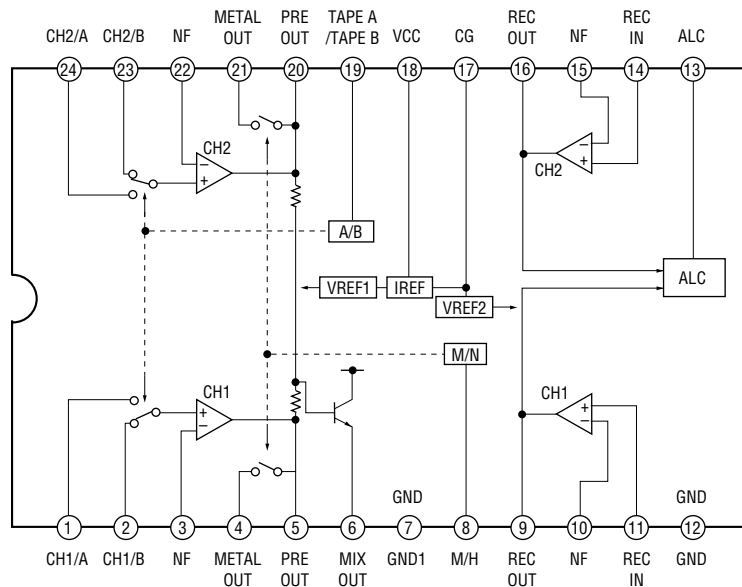 METAL PRE TAPE A REC REC
CH2/A CH2/B NF OUT OUT /TAPE B VCC CG OUT NF IN ALC
24 23 22 21 20 19 18 17 16 15 14 13
CH2
−
+
−
+
CH2
A/B
VREF1 IREF
VREF2
ALC
M/N
CH1
+
−
CH1
+
−
GND GND
1 2 3 4 5 6 7 8 9 10 11 12
CH1/A CH1/B NF METAL PRE MIX GND1 M/H REC NF REC GND
OUT OUT OUT OUT IN